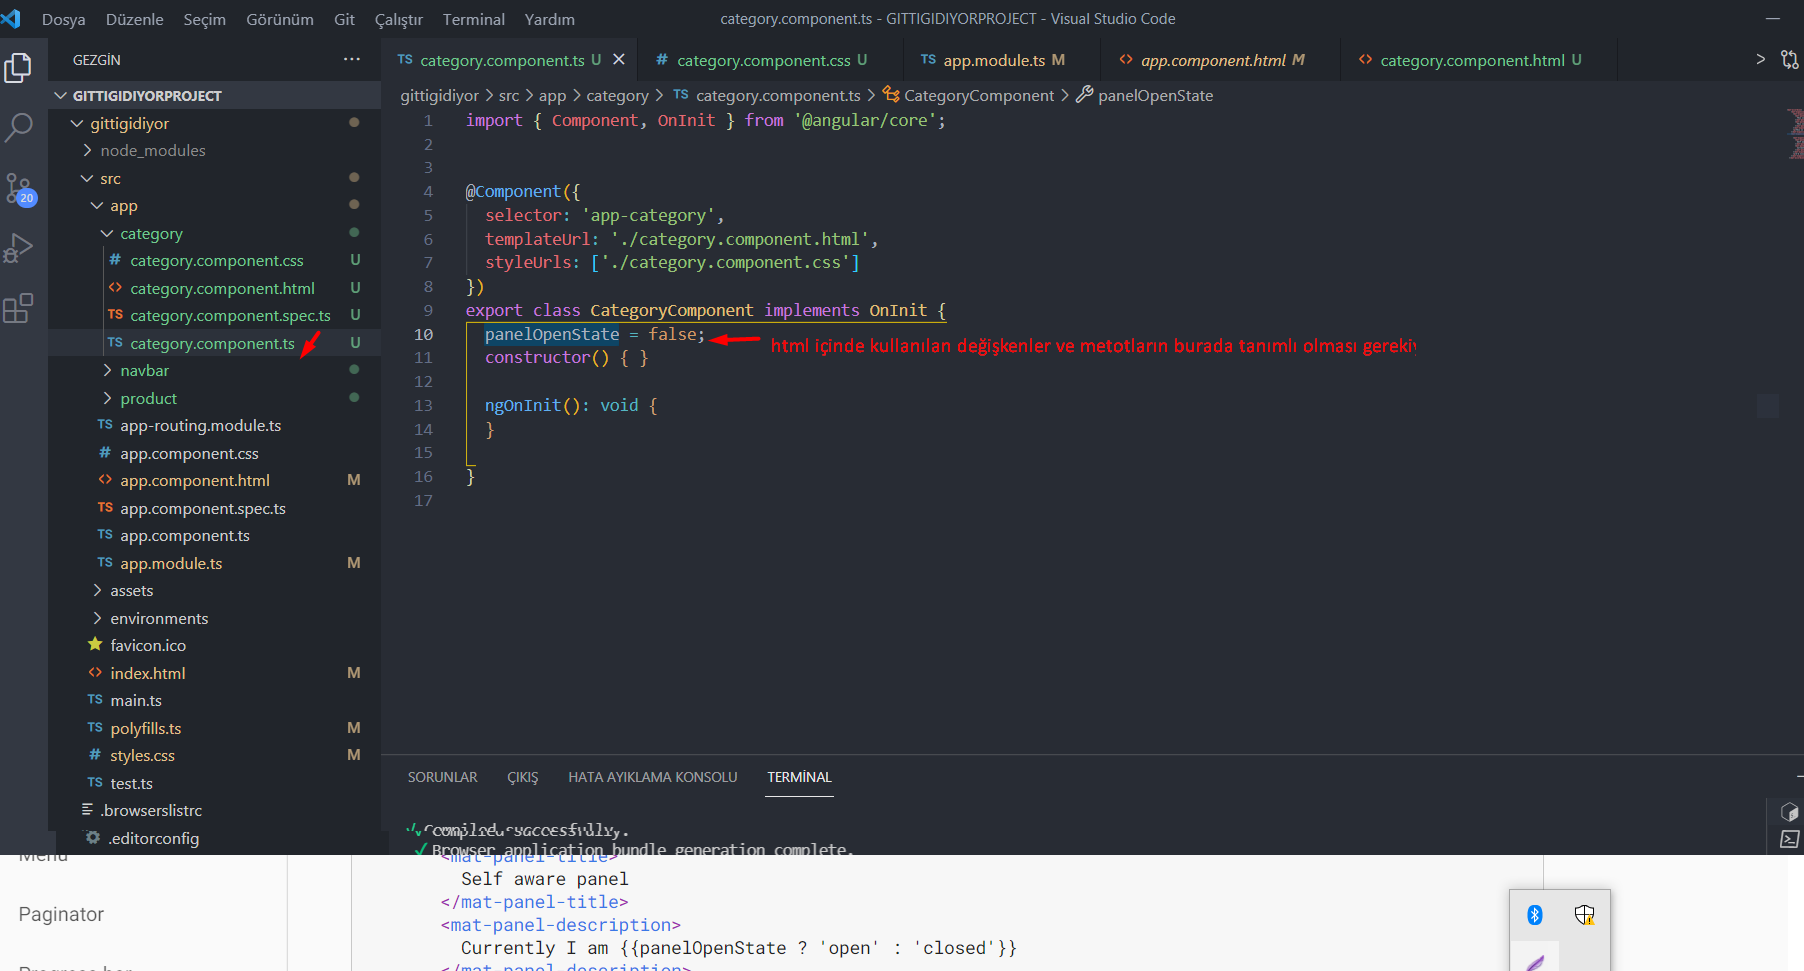 Dosya Düzenle Seçim Görünüm Git Çalıştır Terminal Yardım category.component.ts - GITTIGIDIYORPROJECT - Visual Studio Code
GEZGİN ...
GITTIGIDIYORPROJECT
gittigidiyor
node_modules
src
app
category
# category.component.css U
<> category.component.html U
TS category.component.spec.ts U
TS category.component.ts U
navbar
product
TS app-routing.module.ts
# app.component.css
<> app.component.html M
TS app.component.spec.ts
TS app.component.ts
TS app.module.ts M
assets
environments
favicon.ico
<> index.html M
TS main.ts
TS polyfills.ts M
# styles.css M
TS test.ts
.browserslistrc
.editorconfig
20
TS category.component.ts U × # category.component.css U TS app.module.ts M <> app.component.html M <> category.component.html U
gittigidiyor > src > app > category > TS category.component.ts > CategoryComponent > panelOpenState
1 import { Component, OnInit } from '@angular/core';
2
3
4 @Component({
5 selector: 'app-category',
6 templateUrl: './category.component.html',
7 styleUrls: ['./category.component.css']
8 })
9 export class CategoryComponent implements OnInit {
10 panelOpenState = false;
html içinde kullanılan değişkenler ve metotların burada tanımlı olması gerekiy
11 constructor() { }
12
13 ngOnInit(): void {
14 }
15
16 }
17
SORUNLAR ÇIKIŞ HATA AYIKLAMA KONSOLU TERMİNAL
Compiled successfully.
✓ Browser application bundle generation complete.
Menu
Paginator
Progress bar
<mat-panel-title>
Self aware panel
</mat-panel-title>
<mat-panel-description>
Currently I am {{panelOpenState ? 'open' : 'closed'}}
</mat-panel-description>